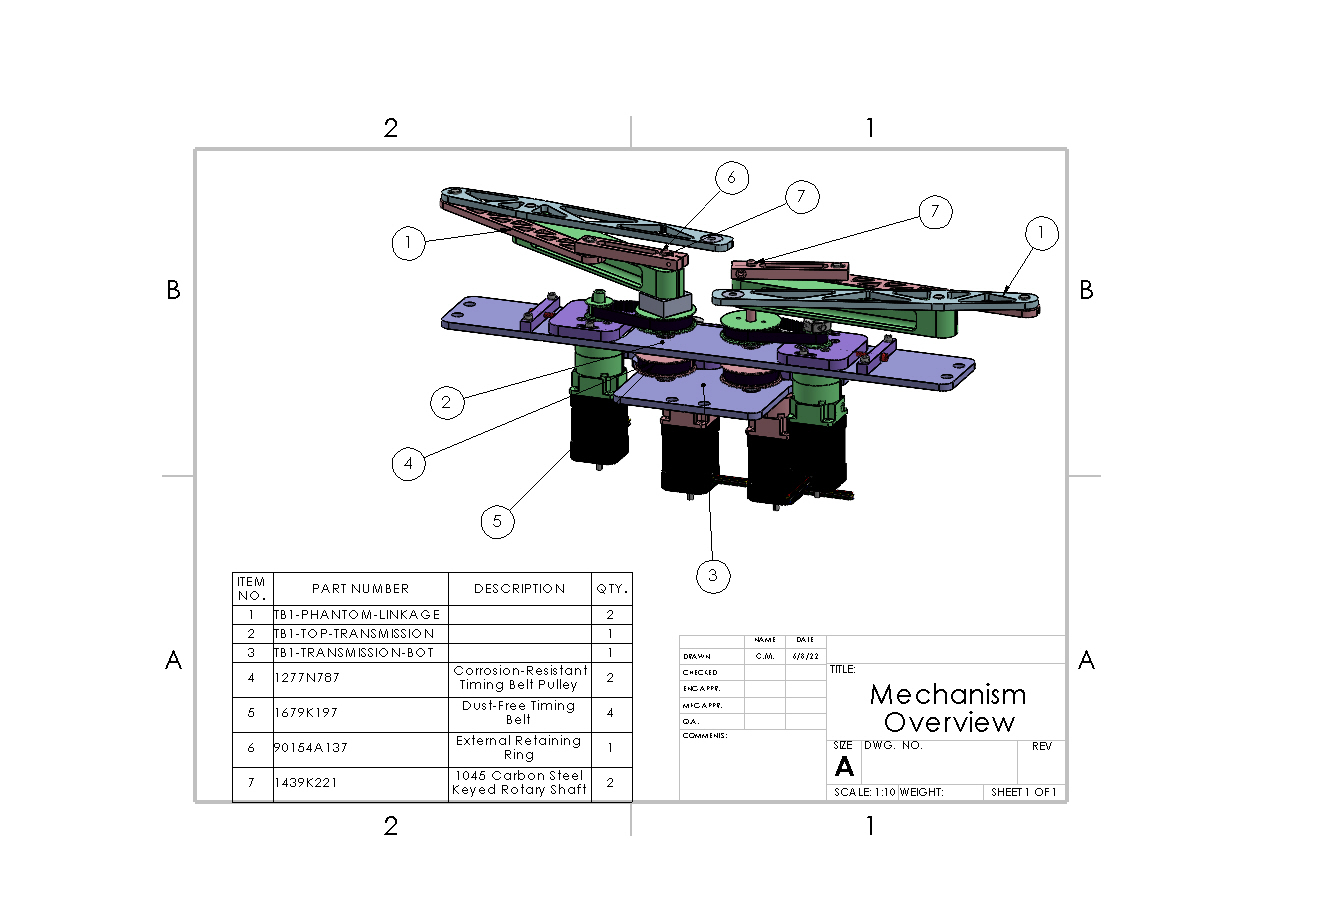 2 1
6
7
7
1
1
B B
2
4
5
3
ITEM NO. PART NUMBER DESCRIPTION QTY.
1 TB1-PHANTOM-LINKAGE 2
2 TB1-TOP-TRANSMISSION 1
3 TB1-TRANSMISSION-BOT 1
4 1277N787 Corrosion-Resistant Timing Belt Pulley 2
5 1679K197 Dust-Free Timing Belt 4
6 90154A137 External Retaining Ring 1
7 1439K221 1045 Carbon Steel Keyed Rotary Shaft 2
A A
NAME DATE
DRAWN C.M. 6/8/22
CHECKED
ENG APPR.
MFG APPR.
Q.A.
COMMENTS:
TITLE:
Mechanism
Overview
SIZE DWG. NO. REV
A
SCALE: 1:10 WEIGHT: SHEET 1 OF 1
2 1